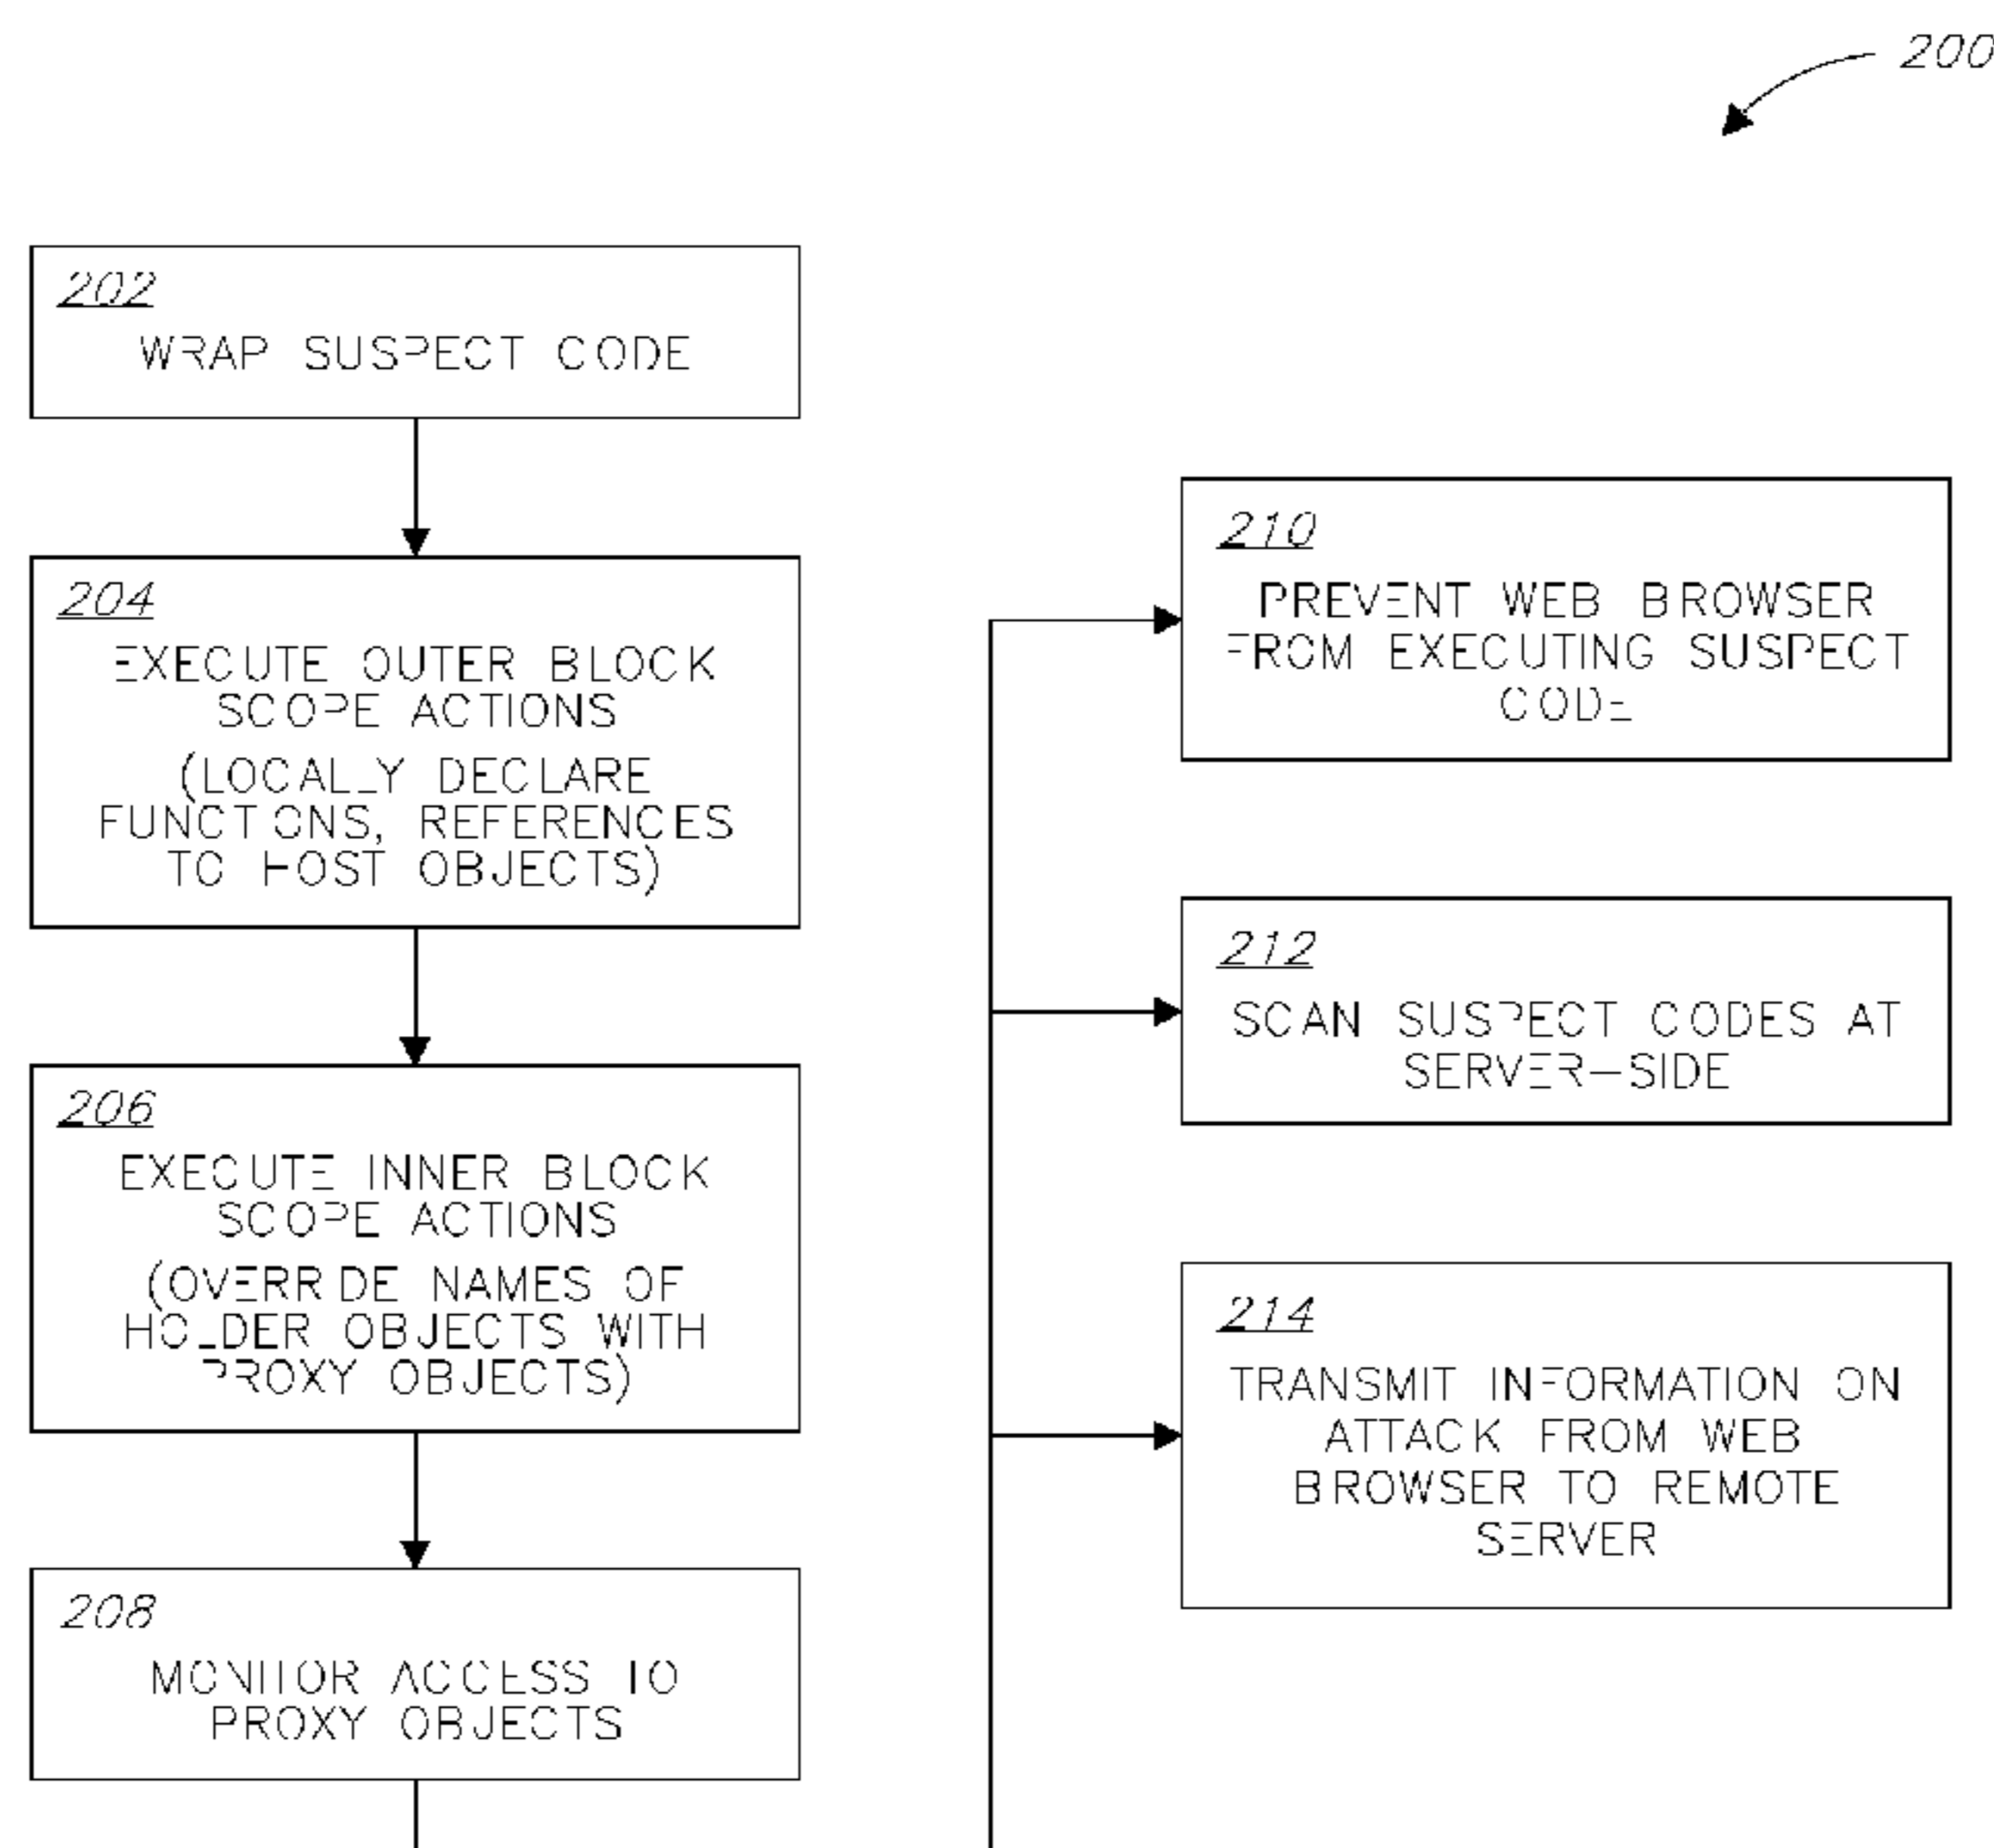 200
202
WRAP SUSPECT CODE
204
EXECUTE OUTER BLOCK
SCOPE ACTIONS
(LOCALLY DECLARE
FUNCTIONS, REFERENCES
TO HOST OBJECTS)
206
EXECUTE INNER BLOCK
SCOPE ACTIONS
(OVERRIDE NAMES OF
HOLDER OBJECTS WITH
PROXY OBJECTS)
208
MONITOR ACCESS TO
PROXY OBJECTS
210
PREVENT WEB BROWSER
FROM EXECUTING SUSPECT
CODE
212
SCAN SUSPECT CODES AT
SERVER-SIDE
214
TRANSMIT INFORMATION ON
ATTACK FROM WEB
BROWSER TO REMOTE
SERVER